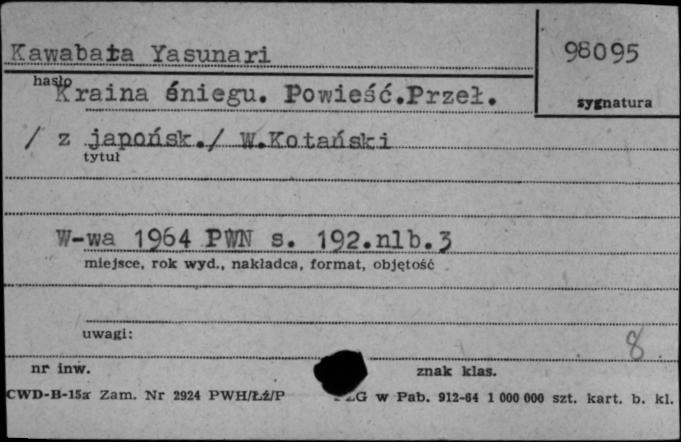 Kawabata Yasunari
98095
hasło
Kraina śniegu. Powieść.Przeł.
sygnatura
/ z japońsk./ W.Kotański
tytuł
W-wa 1964 PWN s. 192.nlb.3
miejsce, rok wyd., nakładca, format, objętość
uwagi:
8
nr inw.
znak klas.
CWD-B-15a Zam. Nr 2924 PWH/Łź/P w Pab. 912-64 1 000 000 szt. kart. b. kl.